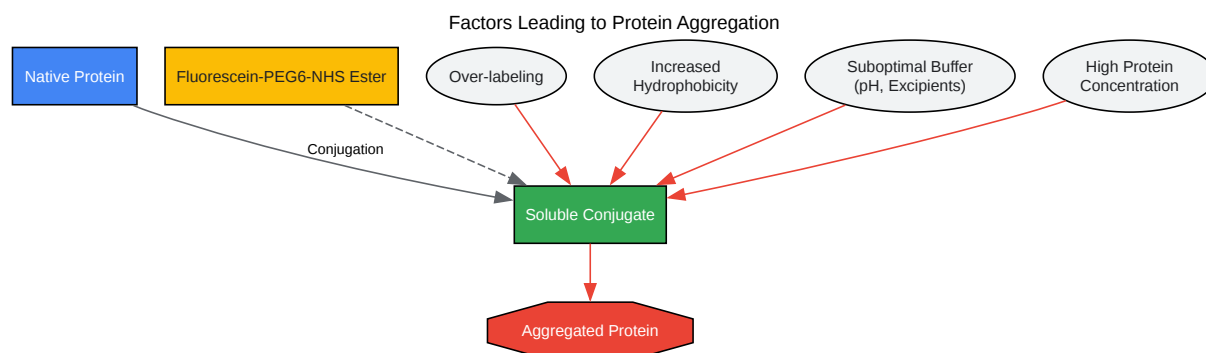 Factors Leading to Protein Aggregation
Native Protein
Fluorescein-PEG6-NHS Ester
Over-labeling
Increased
Hydrophobicity
Suboptimal Buffer
(pH, Excipients)
High Protein
Concentration
Conjugation
Soluble Conjugate
Aggregated Protein